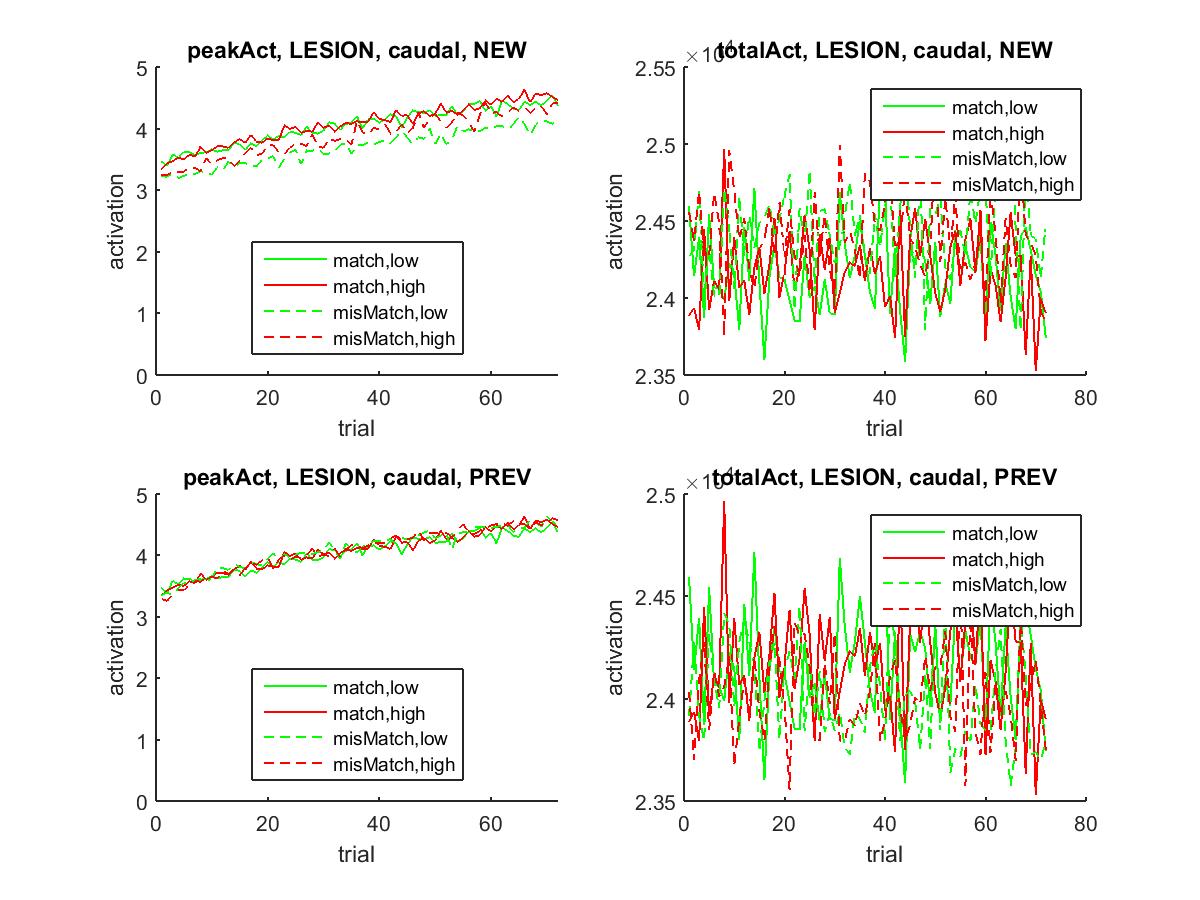 peakAct, LESION, caudal, NEW
5
4
3
2
1
0
0 20 40 60
activation
trial
match,low
match,high
misMatch,low
misMatch,high
totalAct, LESION, caudal, NEW
×10⁴
2.55
2.5
2.45
2.4
2.35
0 20 40 60 80
activation
trial
match,low
match,high
misMatch,low
misMatch,high
peakAct, LESION, caudal, PREV
5
4
3
2
1
0
0 20 40 60
activation
trial
match,low
match,high
misMatch,low
misMatch,high
totalAct, LESION, caudal, PREV
×10⁴
2.5
2.45
2.4
2.35
0 20 40 60 80
activation
trial
match,low
match,high
misMatch,low
misMatch,high